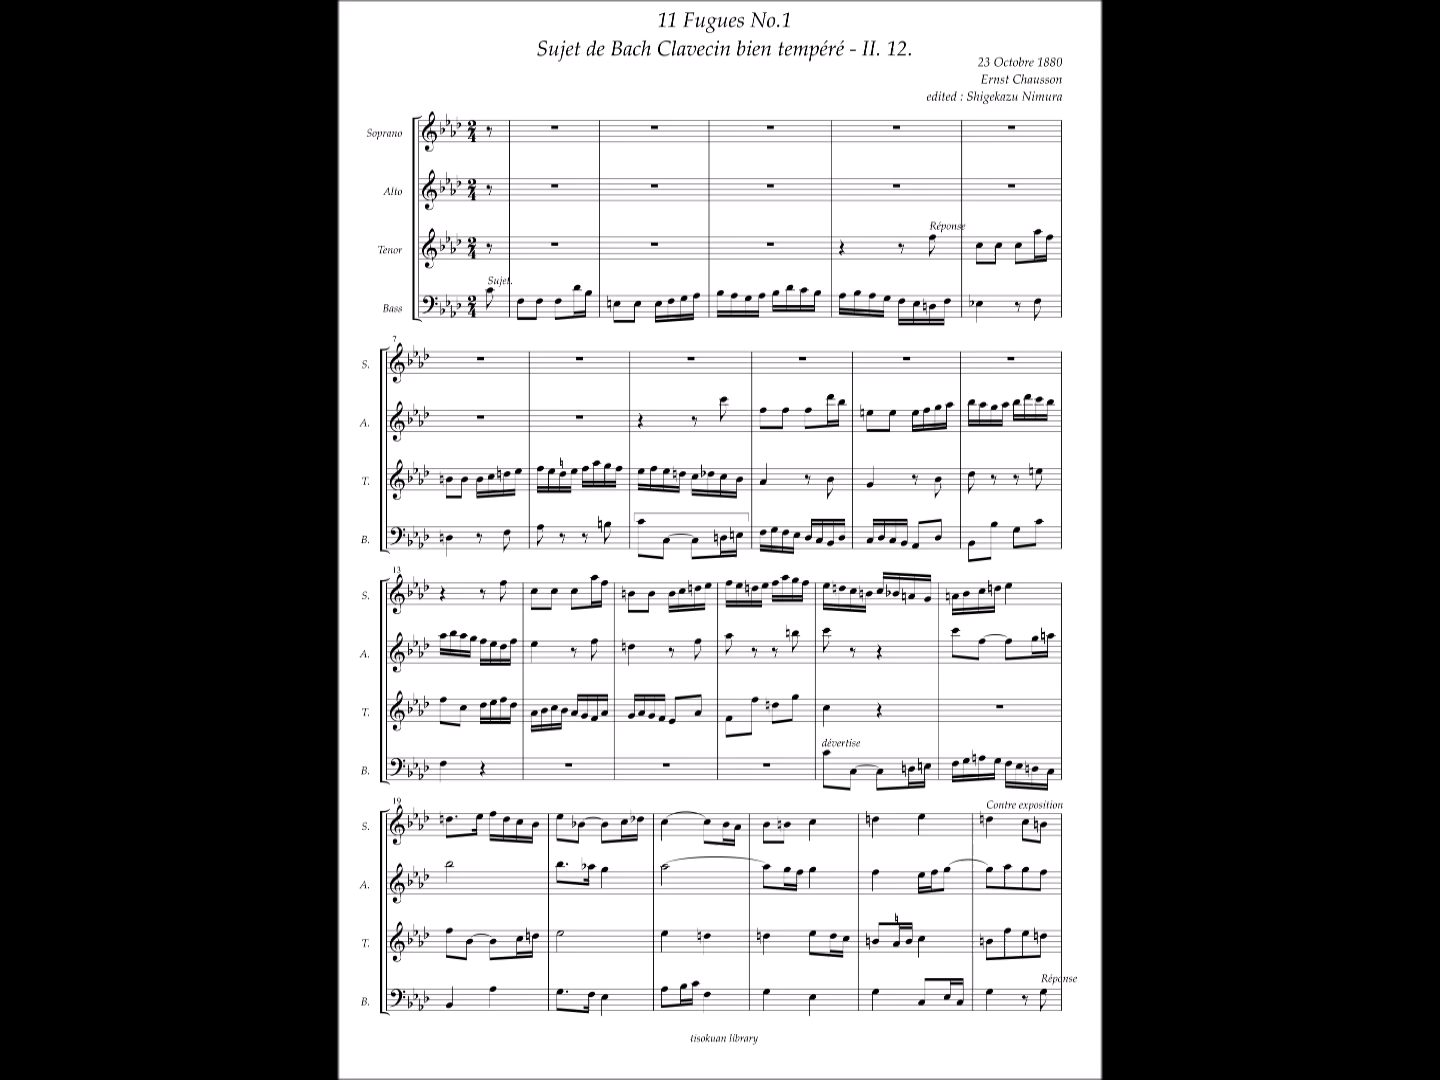 11 Fugues No.1
Sujet de Bach Clavecin bien tempéré - II. 12.
23 Octobre 1880
Ernst Chausson
edited : Shigekazu Nimura
Soprano
Alto
Réponse
Tenor
Sujet.
Bass
7
S.
A.
T.
B.
13
S.
A.
T.
dévertise
B.
19
Contre exposition
S.
A.
T.
Réponse
B.
tisokuan library